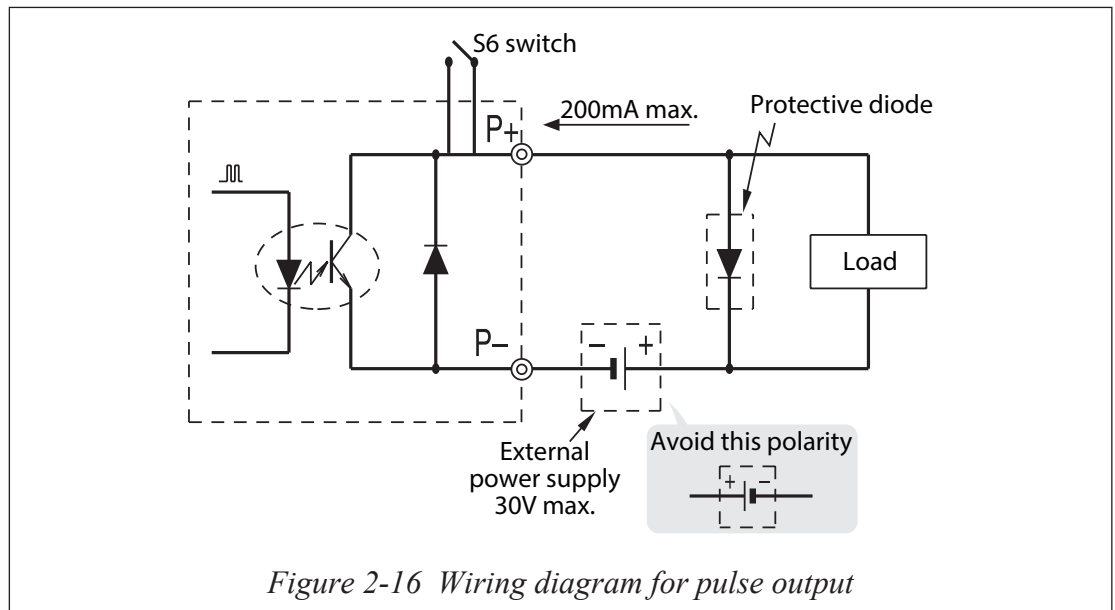 S6 switch
200mA max.
Protective diode
P+
Load
P−
− +
External
power supply
30V max.
Avoid this polarity
+ −
Figure 2-16 Wiring diagram for pulse output